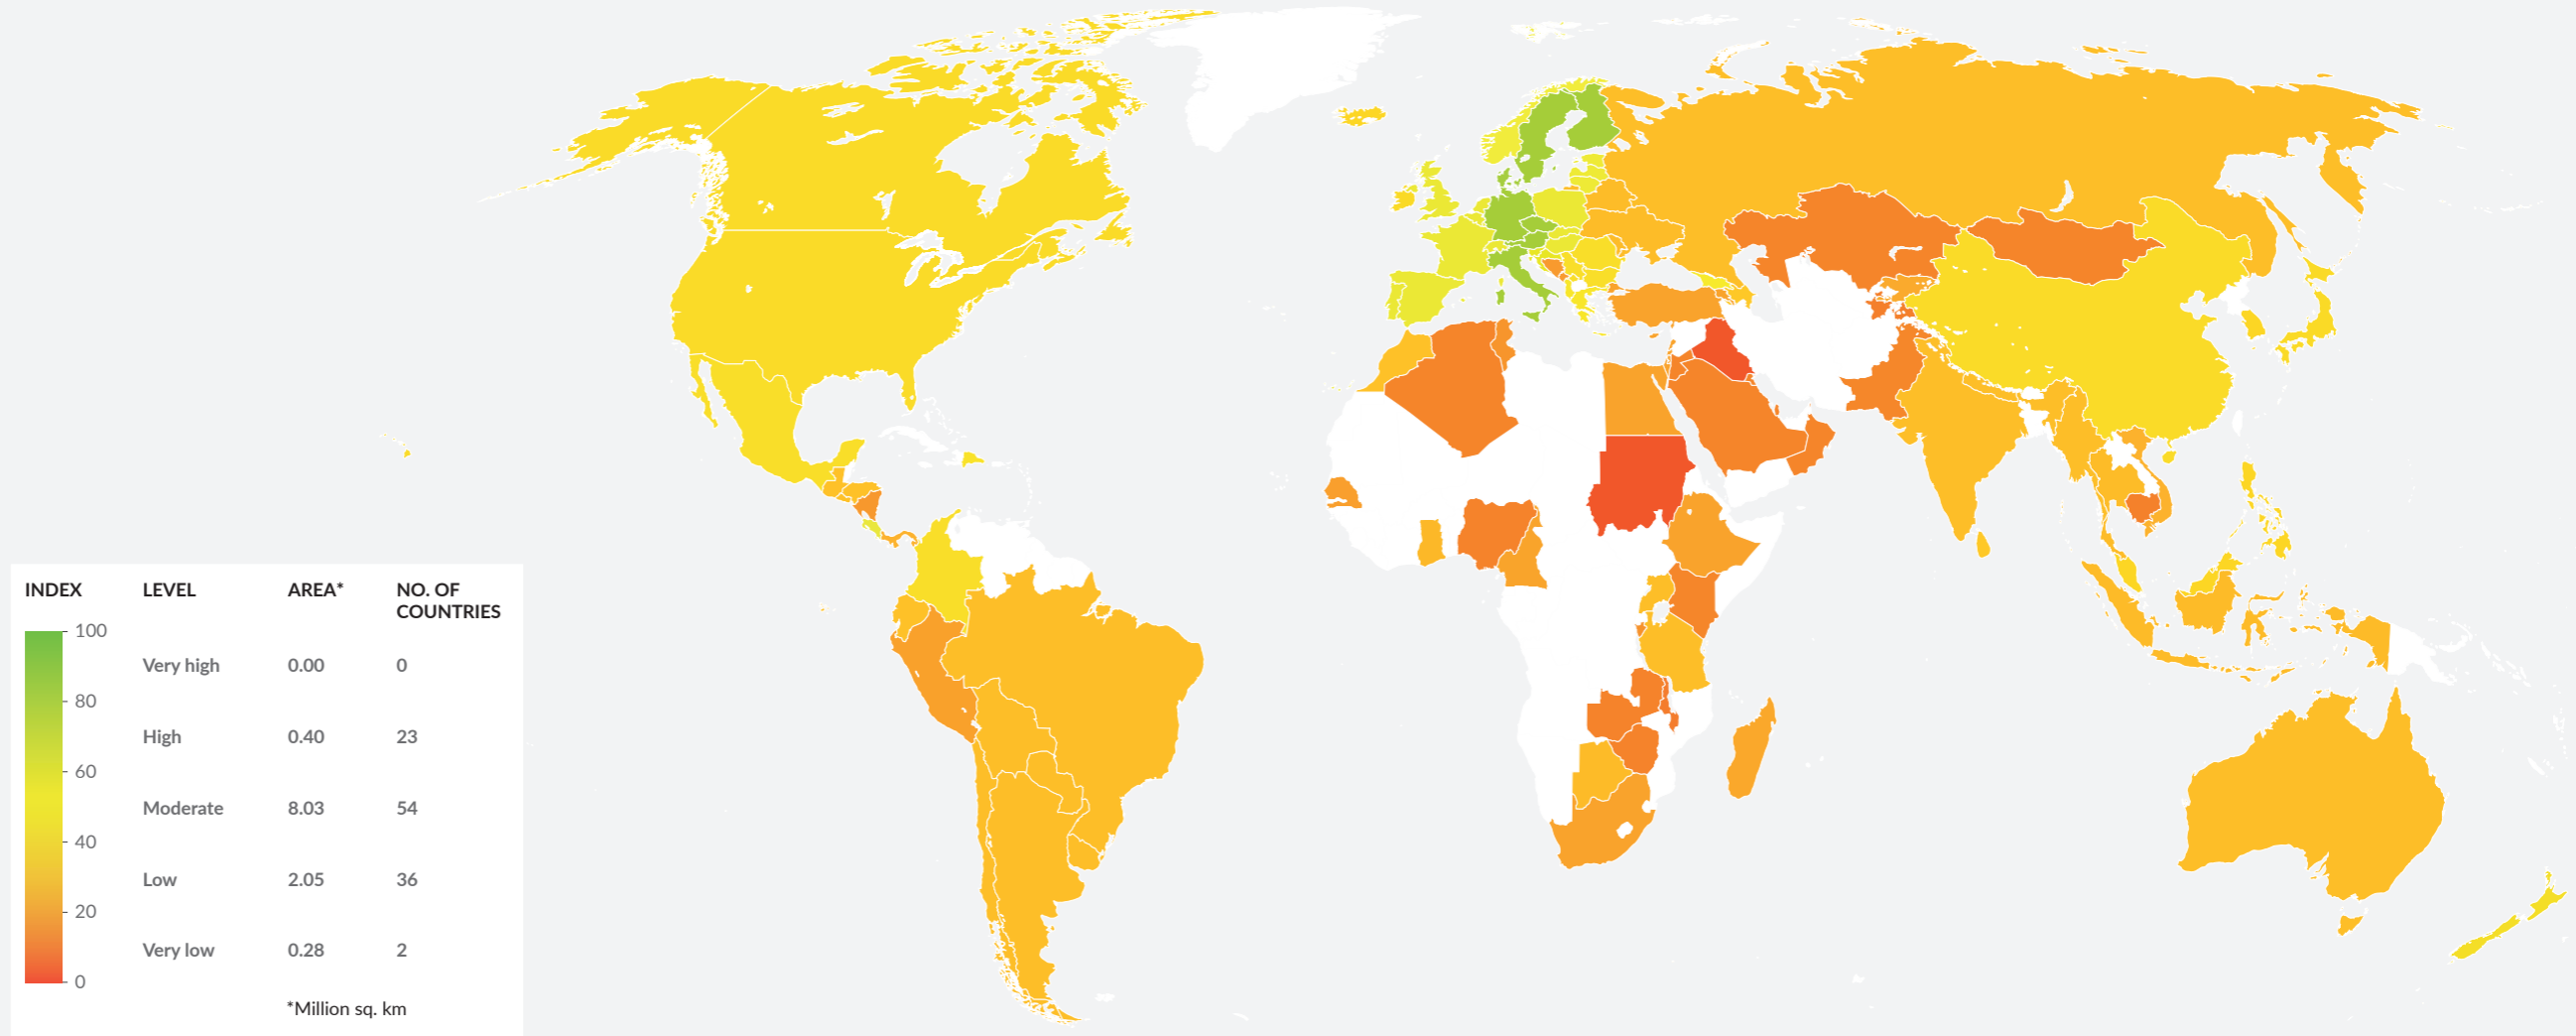 INDEX LEVEL AREA* NO. OF
COUNTRIES
100
Very high 0.00 0
80
High 0.40 23
60
Moderate 8.03 54
40
Low 2.05 36
20
Very low 0.28 2
0
*Million sq. km